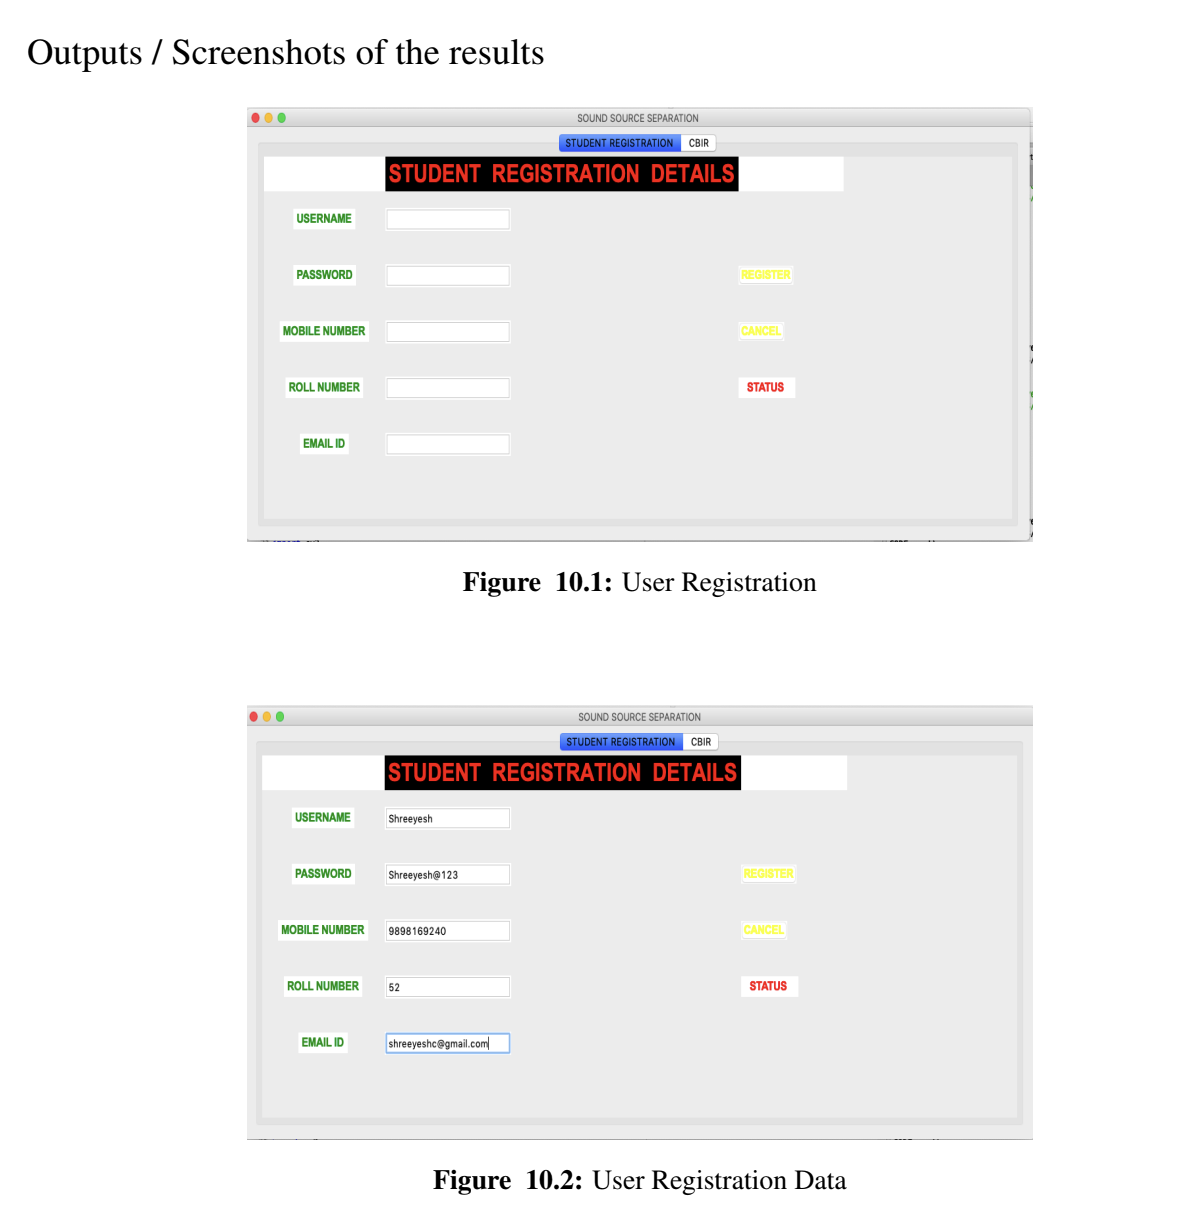 Outputs / Screenshots of the results
SOUND SOURCE SEPARATION
STUDENT REGISTRATION CBIR
STUDENT REGISTRATION DETAILS
USERNAME
PASSWORD REGISTER
MOBILE NUMBER CANCEL
ROLL NUMBER STATUS
EMAIL ID
Figure 10.1: User Registration
SOUND SOURCE SEPARATION
STUDENT REGISTRATION CBIR
STUDENT REGISTRATION DETAILS
USERNAME Shreeyesh
PASSWORD Shreeyesh@123 REGISTER
MOBILE NUMBER 9898169240 CANCEL
ROLL NUMBER 52 STATUS
EMAIL ID shreeyeshc@gmail.com
Figure 10.2: User Registration Data